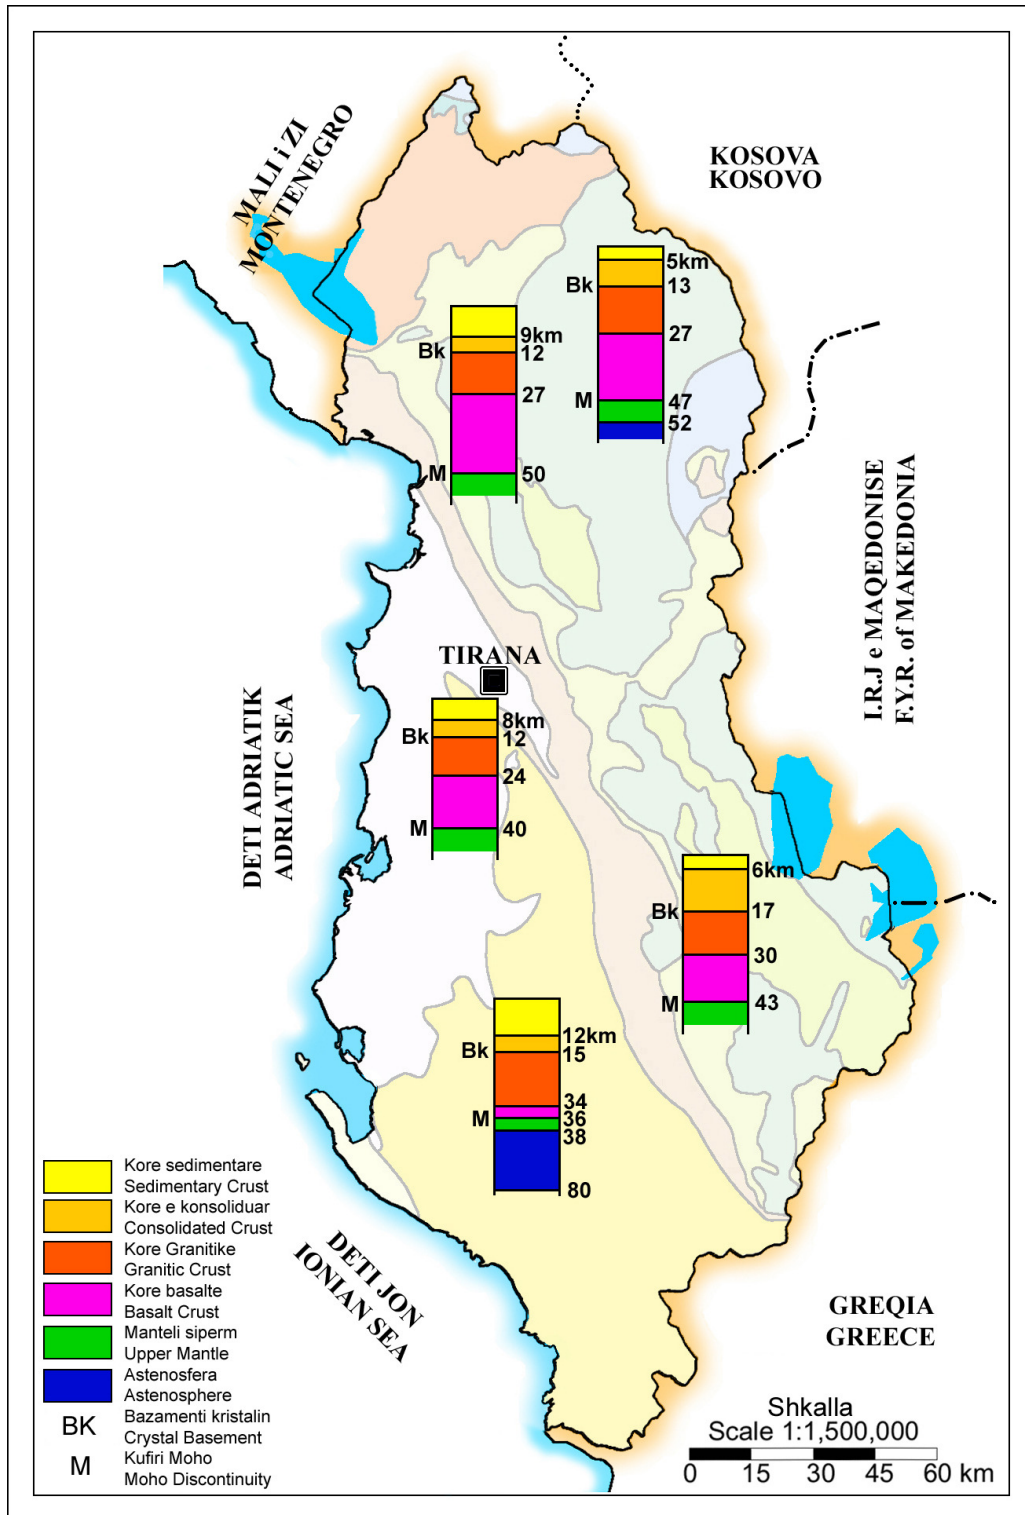 MALI i ZI
MONTENEGRO
KOSOVA
KOSOVO
5km
Bk
13
27
M
47
52
9km
Bk
12
27
M
50
I.R.J e MAQEDONISE
F.Y.R. of MAKEDONIA
TIRANA
8km
Bk
12
24
M
40
DETI ADRIATIK
ADRIATIC SEA
6km
Bk
17
30
M
43
12km
Bk
15
34
M
36
38
80
DETI JON
IONIAN SEA
GREQIA
GREECE
Kore sedimentare
Sedimentary Crust
Kore e konsoliduar
Consolidated Crust
Kore Granitike
Granitic Crust
Kore basalte
Basalt Crust
Manteli siperm
Upper Mantle
Astenosfera
Astenosphere
BK
Bazamenti kristalin
Crystal Basement
M
Kufiri Moho
Moho Discontinuity
Shkalla
Scale 1:1,500,000
0 15 30 45 60 km